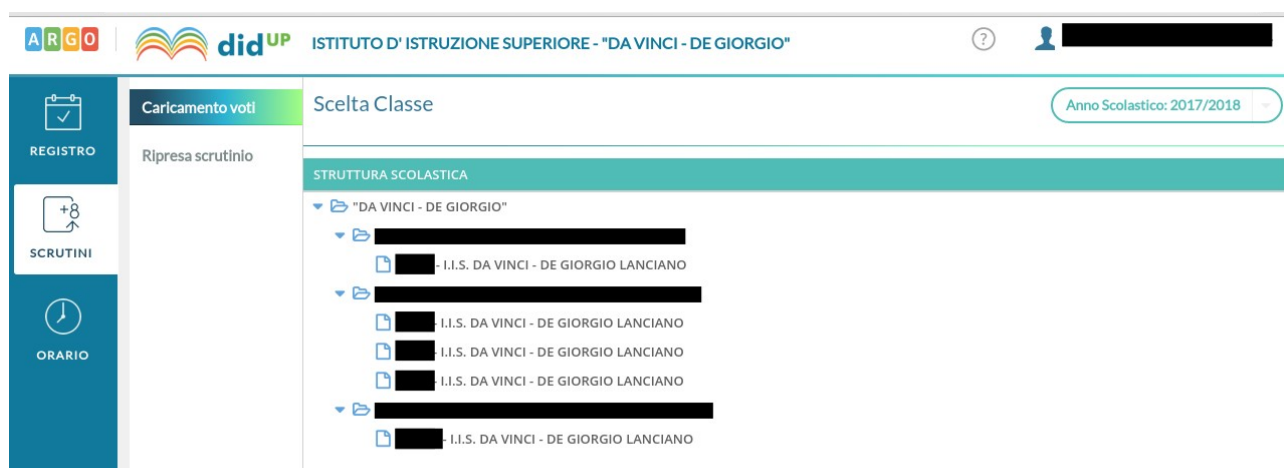 ARGO didUP ISTITUTO D' ISTRUZIONE SUPERIORE - "DA VINCI - DE GIORGIO" ?
REGISTRO
SCRUTINI
ORARIO
Caricamento voti
Ripresa scrutinio
Scelta Classe
Anno Scolastico: 2017/2018
STRUTTURA SCOLASTICA
"DA VINCI - DE GIORGIO"
- I.I.S. DA VINCI - DE GIORGIO LANCIANO
- I.I.S. DA VINCI - DE GIORGIO LANCIANO
- I.I.S. DA VINCI - DE GIORGIO LANCIANO
- I.I.S. DA VINCI - DE GIORGIO LANCIANO
- I.I.S. DA VINCI - DE GIORGIO LANCIANO